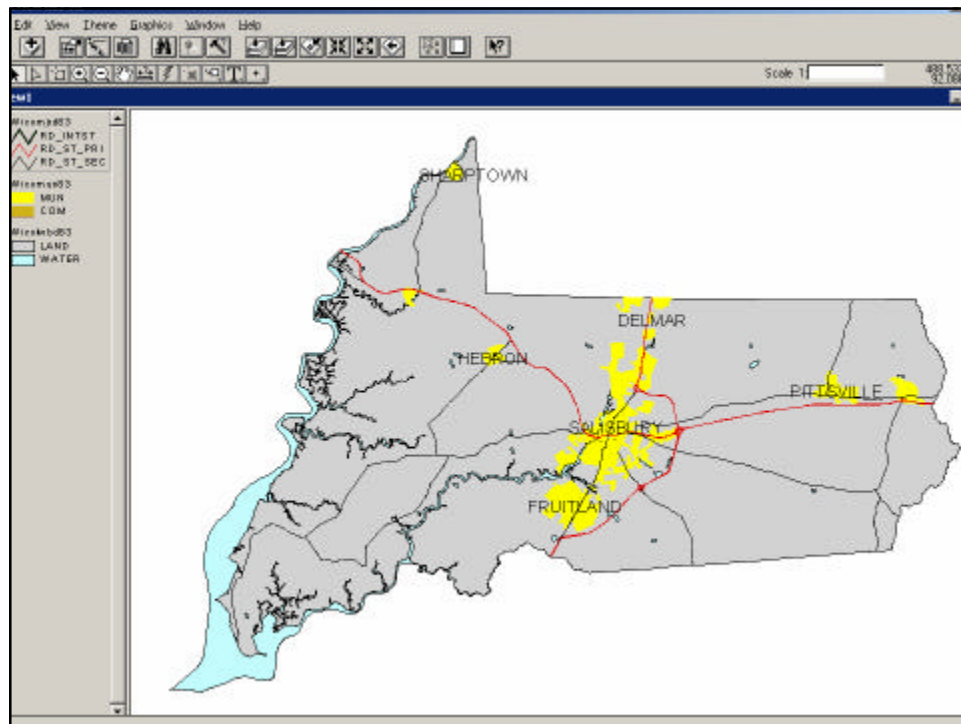 Edit View Theme Graphics Window Help
Scale 1:
RD_INTST
RD_ST_PRI
RD_ST_SEC
MUN
COM
LAND
WATER
SHARPTOWN
DELMAR
HEBRON
PITTSVILLE
SALISBURY
FRUITLAND